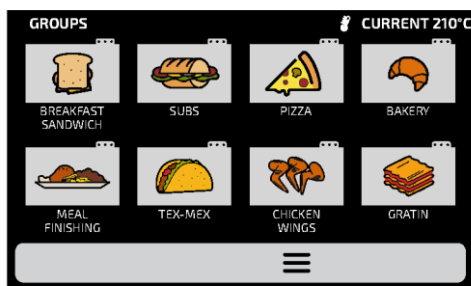 GROUPS
CURRENT 210°C
BREAKFAST
SANDWICH
SUBS
PIZZA
BAKERY
MEAL
FINISHING
TEX-MEX
CHICKEN
WINGS
GRATIN